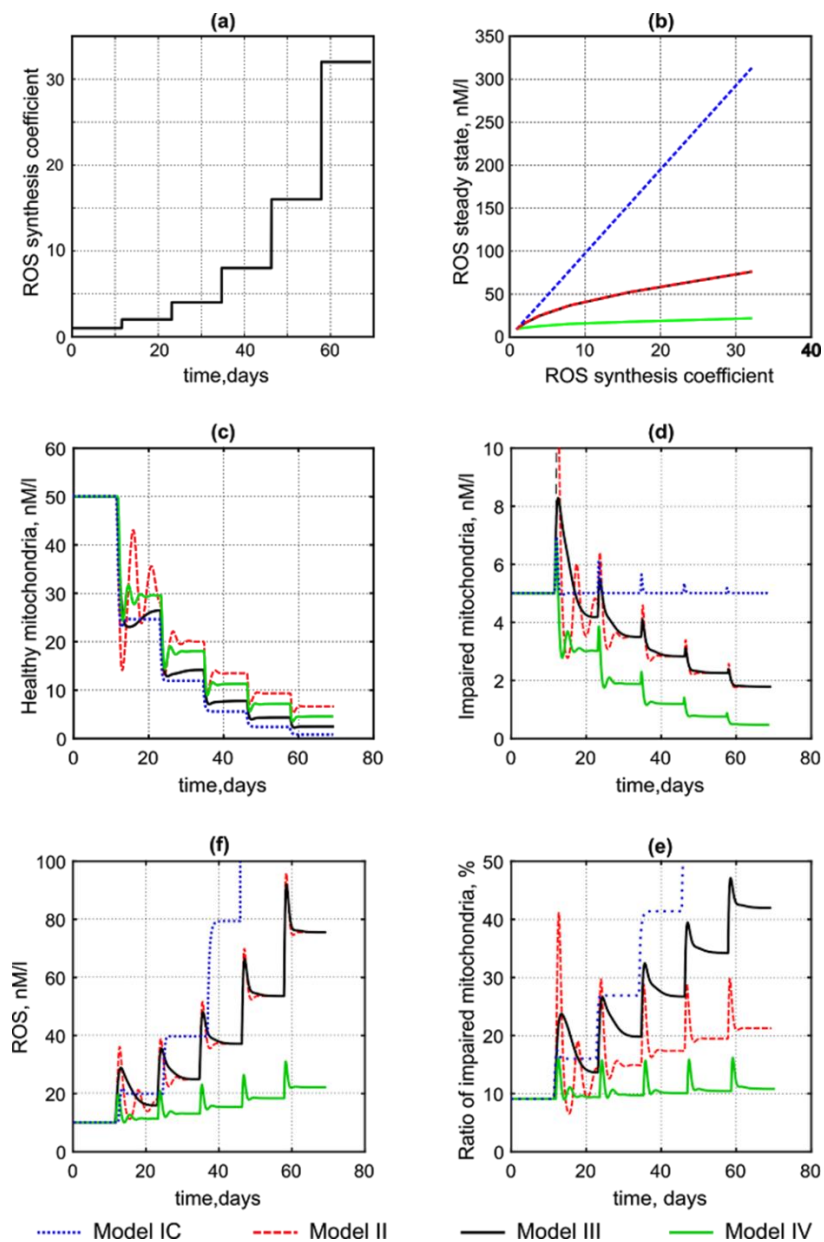 (a)
ROS synthesis coefficient
30
20
10
0
0 20 40 60
time,days
(b)
ROS steady state, nM/l
350
300
250
200
150
100
50
0
0 10 20 30 40
ROS synthesis coefficient
(c)
Healthy mitochondria, nM/l
60
50
40
30
20
10
0
0 20 40 60 80
time,days
(d)
Impaired mitochondria, nM/l
10
8
6
4
2
0
0 20 40 60 80
time,days
(f)
ROS, nM/l
100
80
60
40
20
0
0 20 40 60 80
time,days
(e)
Ratio of impaired mitochondria, %
50
40
30
20
10
0
0 20 40 60 80
time, days
Model IC Model II Model III Model IV